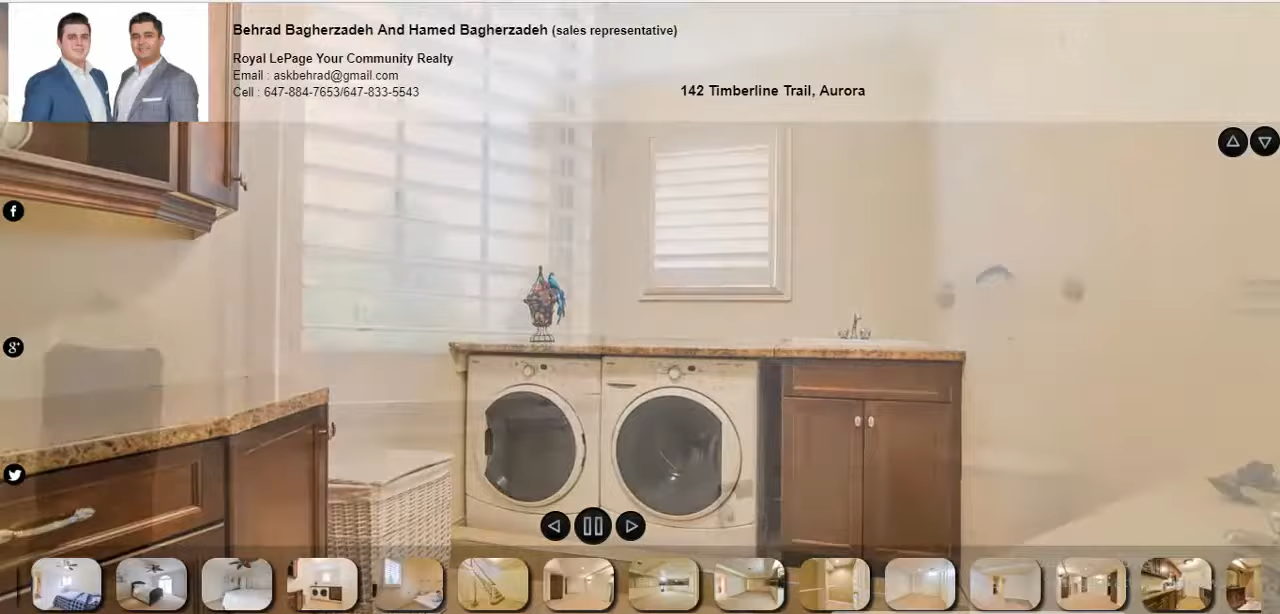 Behrad Bagherzadeh And Hamed Bagherzadeh (sales representative)
Royal LePage Your Community Realty
Email : askbehrad@gmail.com
Cell : 647-884-7653/647-833-5543
142 Timberline Trail, Aurora